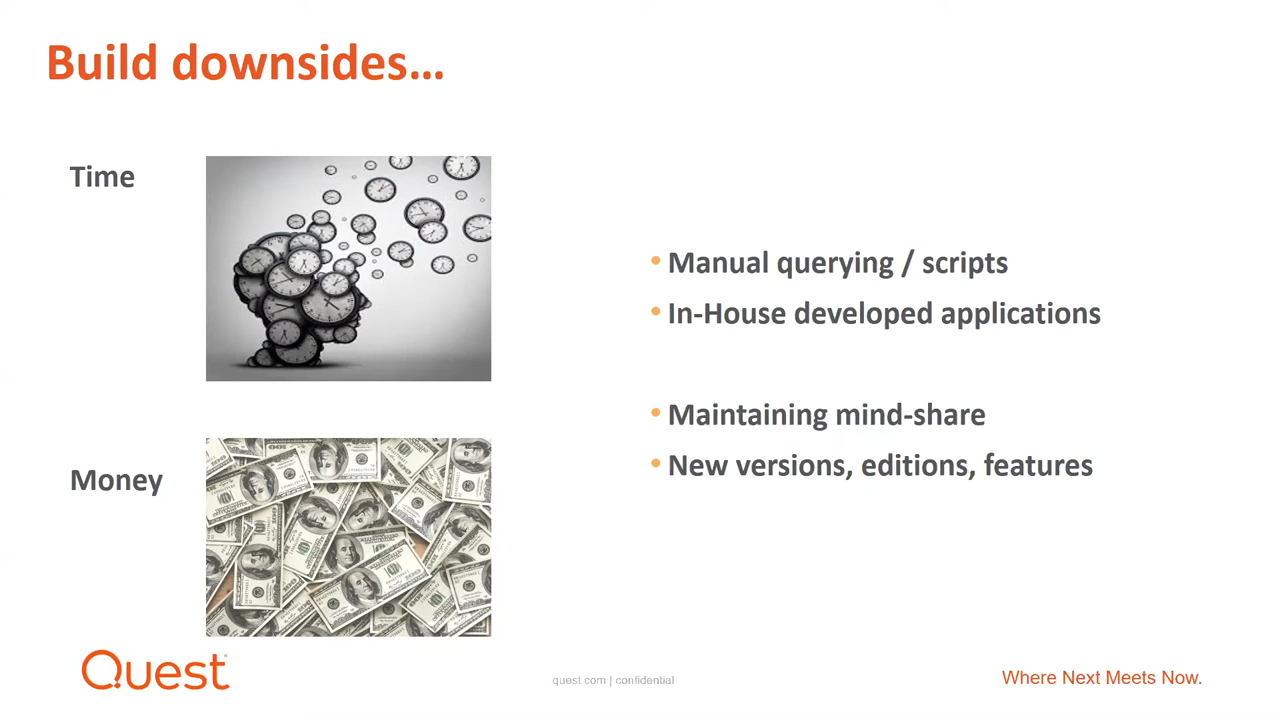 Build downsides...
Time
• Manual querying / scripts
• In-House developed applications
• Maintaining mind-share
• New versions, editions, features
Money
Quest
quest.com | confidential
Where Next Meets Now.